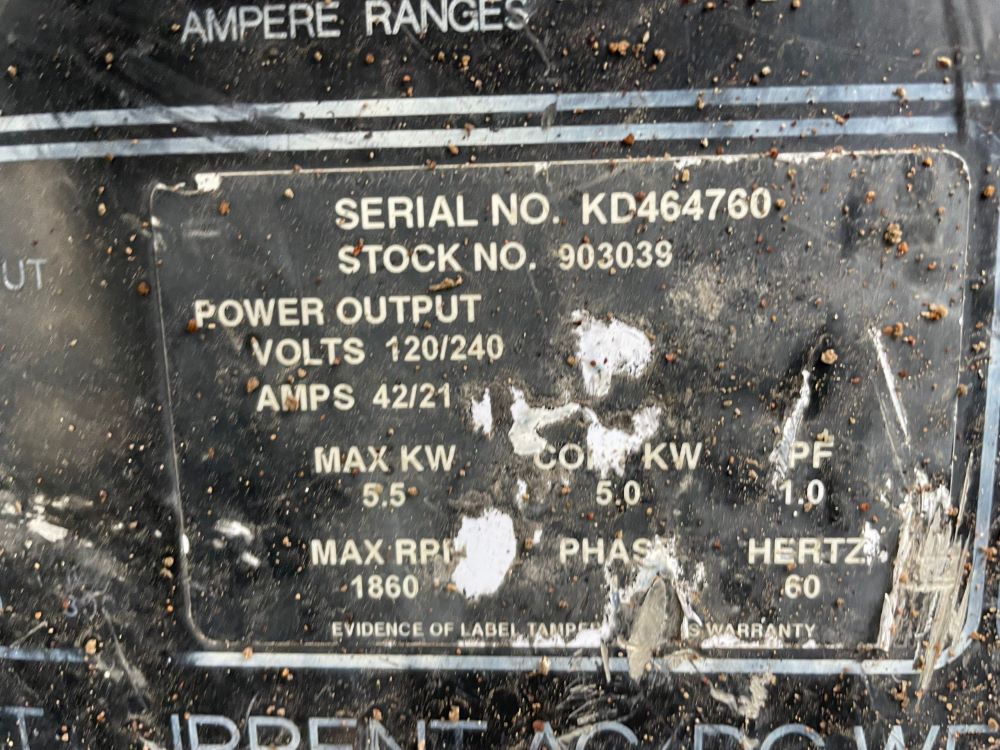 AMPERE RANGES
SERIAL NO. KD464760
STOCK NO. 903039
UT
POWER OUTPUT
VOLTS 120/240
AMPS 42/21
MAX KW KW PF
5.5 5.0 1.0
MAX HERTZ
1860 60
EVIDENCE OF LABEL WARRANTY